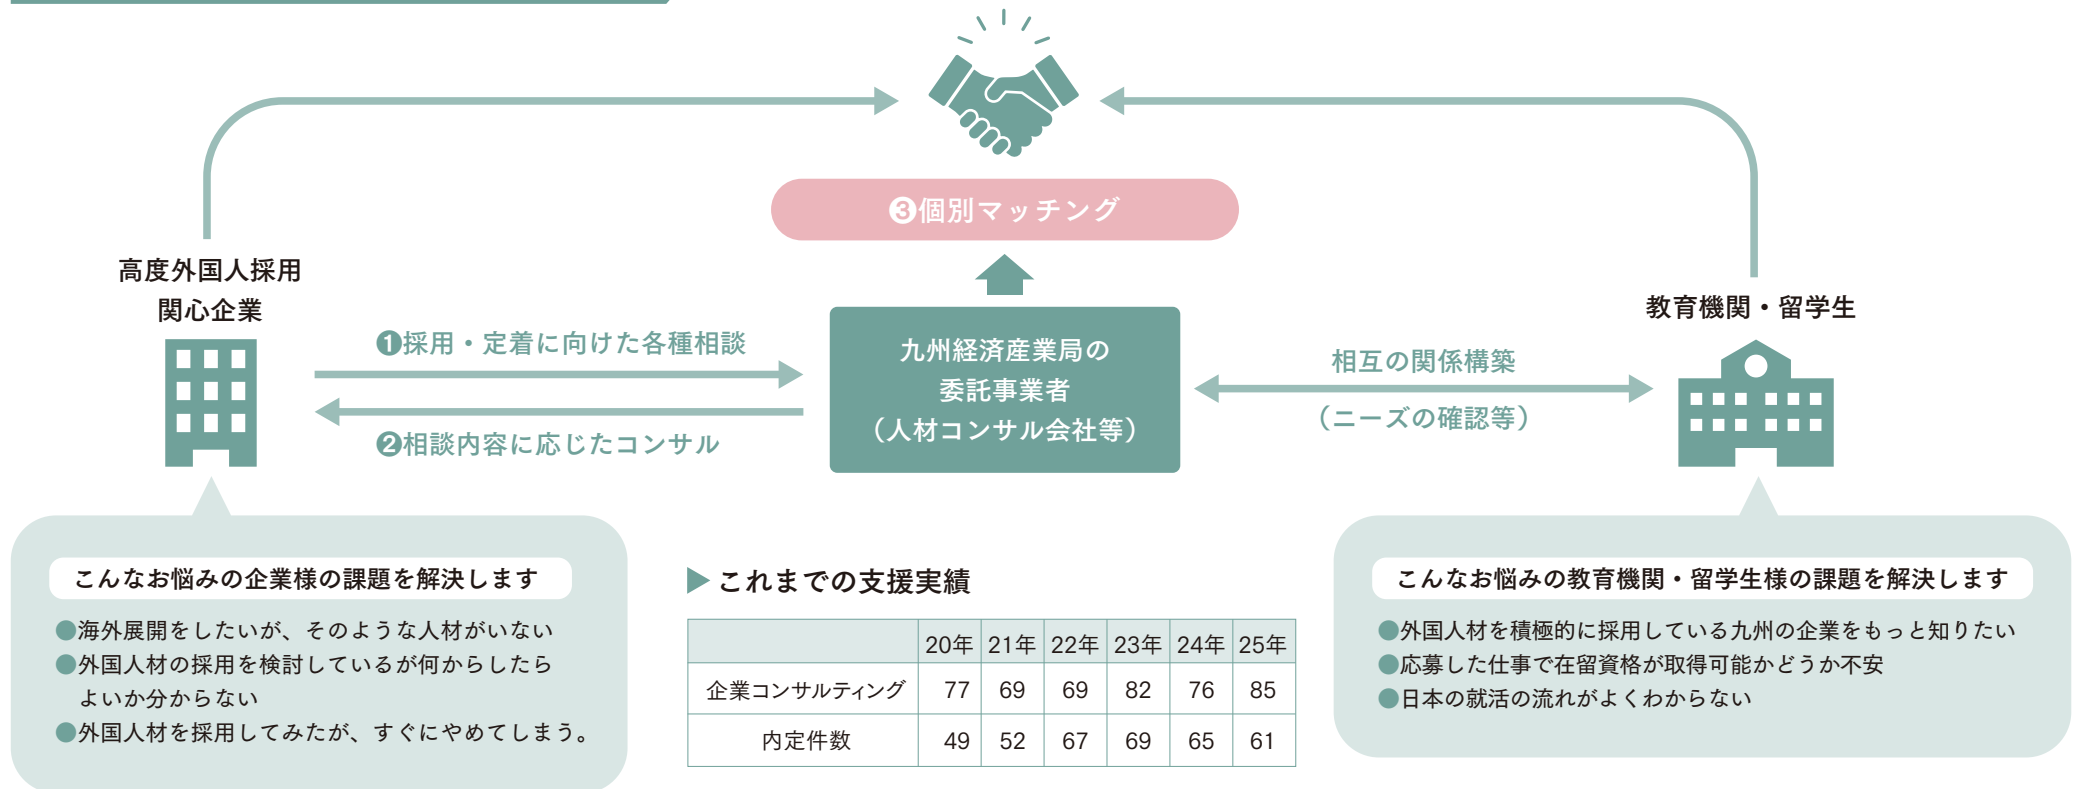 ❸個別マッチング
高度外国人採用
関心企業
❶採用・定着に向けた各種相談
❷相談内容に応じたコンサル
九州経済産業局の
委託事業者
（人材コンサル会社等）
相互の関係構築
（ニーズの確認等）
教育機関・留学生
こんなお悩みの企業様の課題を解決します
●海外展開をしたいが、そのような人材がいない
●外国人材の採用を検討しているが何からしたら
よいか分からない
●外国人材を採用してみたが、すぐにやめてしまう。
▶これまでの支援実績
20年 21年 22年 23年 24年 25年
企業コンサルティング 77 69 69 82 76 85
内定件数 49 52 67 69 65 61
こんなお悩みの教育機関・留学生様の課題を解決します
●外国人材を積極的に採用している九州の企業をもっと知りたい
●応募した仕事で在留資格が取得可能かどうか不安
●日本の就活の流れがよくわからない